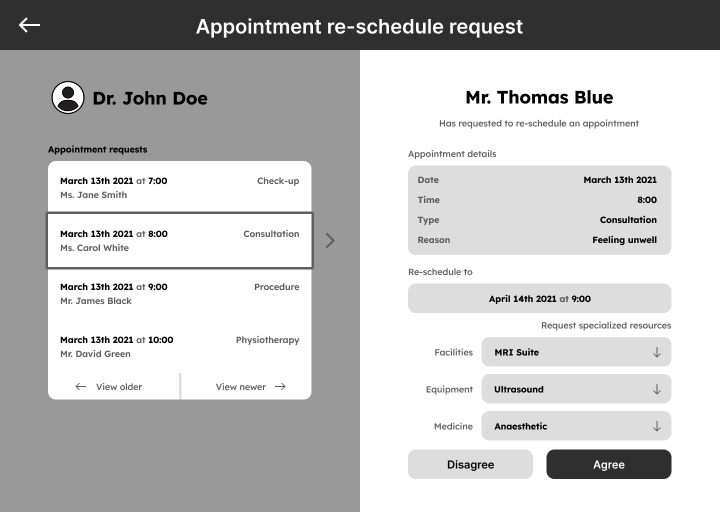 Appointment re-schedule request
Dr. John Doe
Appointment requests
March 13th 2021 at 7:00 Check-up
Ms. Jane Smith
March 13th 2021 at 8:00 Consultation
Ms. Carol White
March 13th 2021 at 9:00 Procedure
Mr. James Black
March 13th 2021 at 10:00 Physiotherapy
Mr. David Green
View older View newer
Mr. Thomas Blue
Has requested to re-schedule an appointment
Appointment details
Date March 13th 2021
Time 8:00
Type Consultation
Reason Feeling unwell
Re-schedule to
April 14th 2021 at 9:00
Request specialized resources
Facilities MRI Suite
Equipment Ultrasound
Medicine Anaesthetic
Disagree Agree